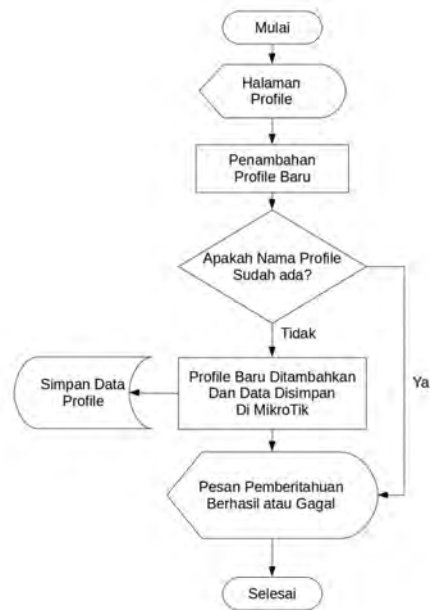 Mulai
Halaman
Profile
Penambahan
Profile Baru
Apakah Nama Profile
Sudah ada?
Tidak
Ya
Simpan Data
Profile
Profile Baru Ditambahkan
Dan Data Disimpan
Di MikroTik
Pesan Pemberitahuan
Berhasil atau Gagal
Selesai